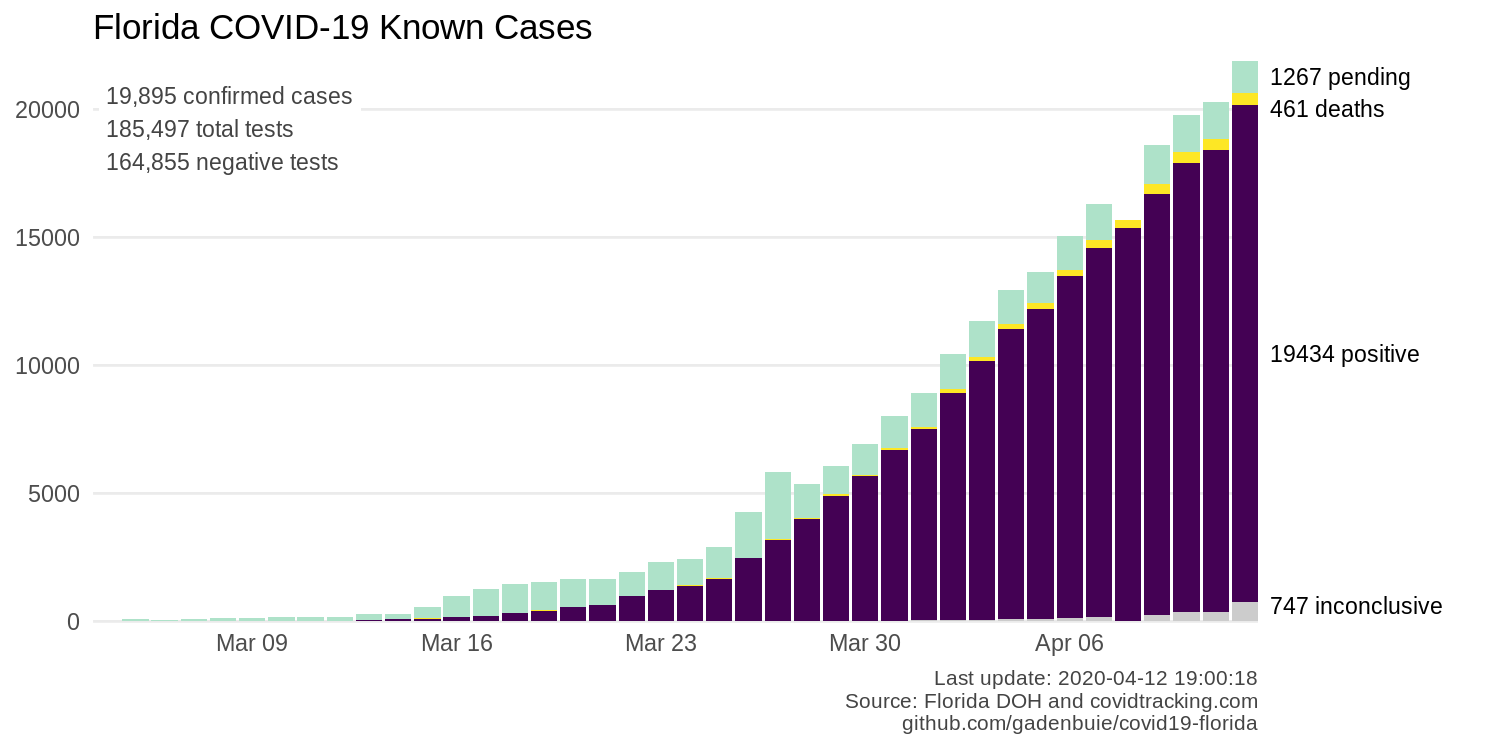 Florida COVID-19 Known Cases
19,895 confirmed cases
185,497 total tests
164,855 negative tests
20000
15000
10000
5000
0
1267 pending
461 deaths
19434 positive
747 inconclusive
Mar 09
Mar 16
Mar 23
Mar 30
Apr 06
Last update: 2020-04-12 19:00:18
Source: Florida DOH and covidtracking.com
github.com/gadenbuie/covid19-florida